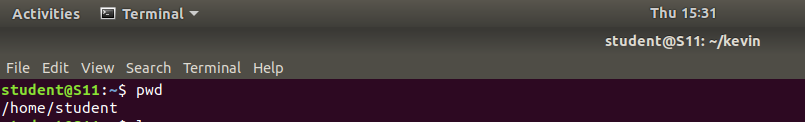 Activities Terminal Thu 15:31
student@S11: ~/kevin
File Edit View Search Terminal Help
student@S11:~$ pwd
/home/student